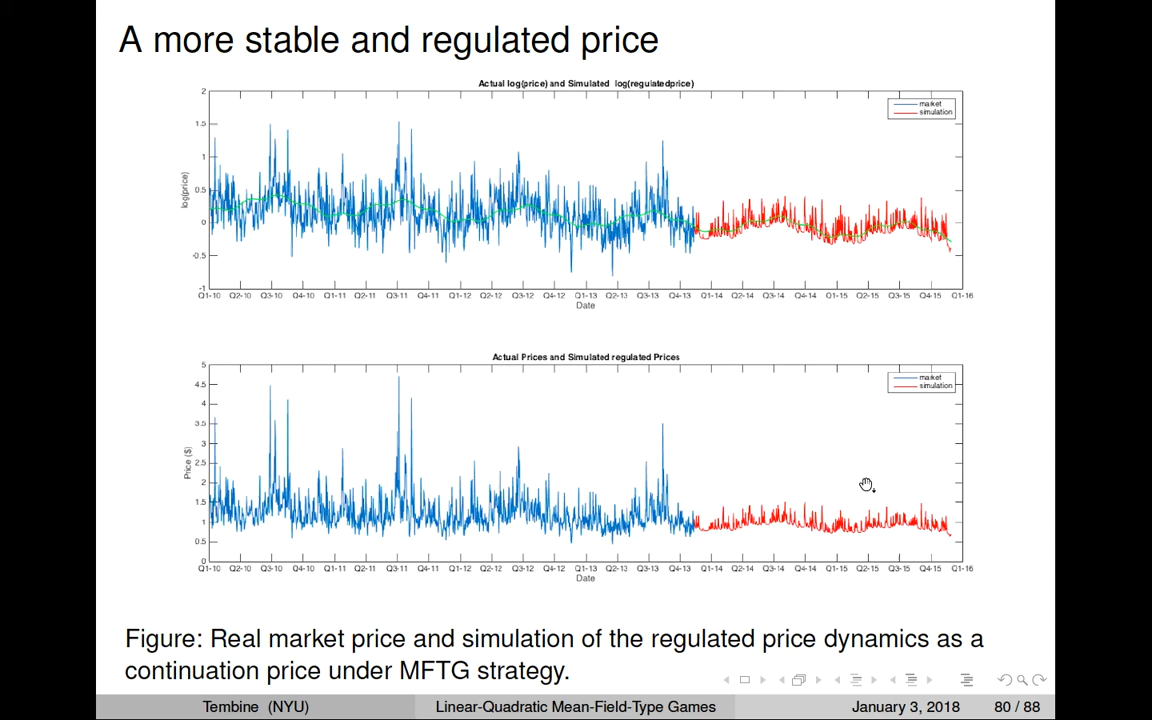 A more stable and regulated price
Actual log(price) and Simulated log(regulatedprice)
market
simulation
log(price)
2
1.5
1
0.5
0
-0.5
-1
Q1-10 Q2-10 Q3-10 Q4-10 Q1-11 Q2-11 Q3-11 Q4-11 Q1-12 Q2-12 Q3-12 Q4-12 Q1-13 Q2-13 Q3-13 Q4-13 Q1-14 Q2-14 Q3-14 Q4-14 Q1-15 Q2-15 Q3-15 Q4-15 Q1-16
Date
Actual Prices and Simulated regulated Prices
market
simulation
Price ($)
5
4.5
4
3.5
3
2.5
2
1.5
1
0.5
0
Q1-10 Q2-10 Q3-10 Q4-10 Q1-11 Q2-11 Q3-11 Q4-11 Q1-12 Q2-12 Q3-12 Q4-12 Q1-13 Q2-13 Q3-13 Q4-13 Q1-14 Q2-14 Q3-14 Q4-14 Q1-15 Q2-15 Q3-15 Q4-15 Q1-16
Date
Figure: Real market price and simulation of the regulated price dynamics as a
continuation price under MFTG strategy.
Tembine (NYU) Linear-Quadratic Mean-Field-Type Games January 3, 2018 80 / 88